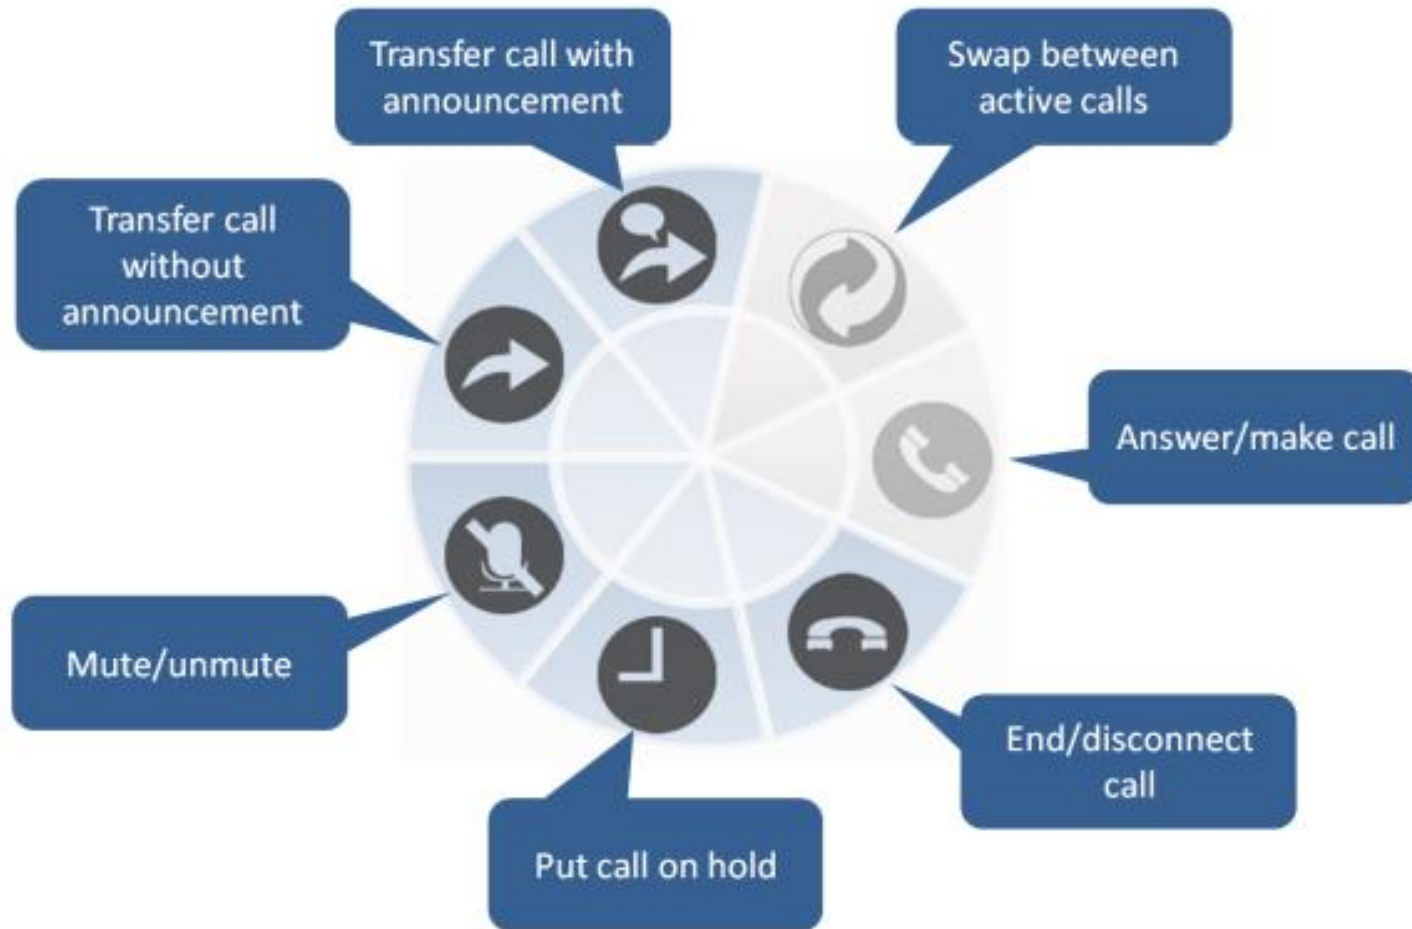 Transfer call with
announcement
Swap between
active calls
Transfer call
without
announcement
Answer/make call
Mute/unmute
End/disconnect
call
Put call on hold